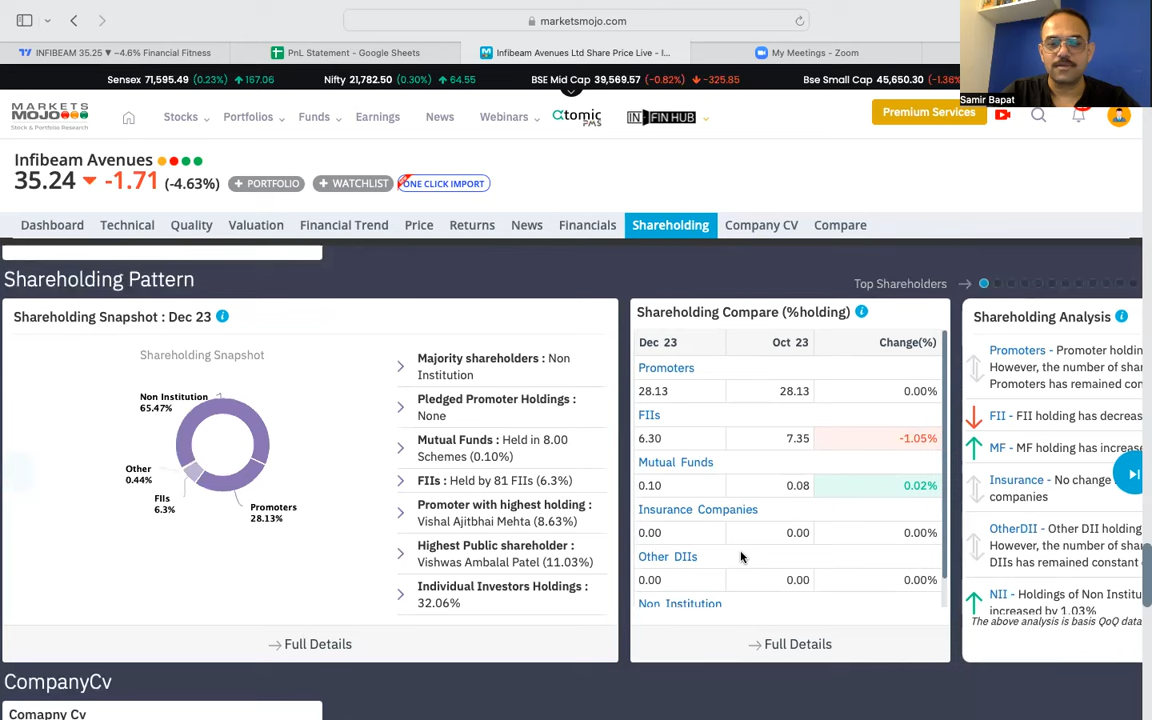 marketsmojo.com
INFIBEAM 35.25 ▼ −4.6% Financial Fitness
PnL Statement - Google Sheets
Infibeam Avenues Ltd Share Price Live - I...
My Meetings - Zoom
Sensex 71,595.49 (0.23%) 167.06
Nifty 21,782.50 (0.30%) 64.55
BSE Mid Cap 39,569.57 (-0.82%) -325.85
Bse Small Cap 45,650.30 (-1.36%
Samir Bapat
MARKETS
MOJO
Stock & Portfolio Research
Stocks
Portfolios
Funds
Earnings
News
Webinars
atomic
PMS
IN FIN HUB
Premium Services
Infibeam Avenues
35.24 -1.71 (-4.63%)
+ PORTFOLIO
+ WATCHLIST
ONE CLICK IMPORT
Dashboard
Technical
Quality
Valuation
Financial Trend
Price
Returns
News
Financials
Shareholding
Company CV
Compare
Shareholding Pattern
Top Shareholders
Shareholding Snapshot : Dec 23
Shareholding Snapshot
Non Institution
65.47%
Other
0.44%
FIIs
6.3%
Promoters
28.13%
Majority shareholders : Non
Institution
Pledged Promoter Holdings :
None
Mutual Funds : Held in 8.00
Schemes (0.10%)
FIIs : Held by 81 FIIs (6.3%)
Promoter with highest holding :
Vishal Ajitbhai Mehta (8.63%)
Highest Public shareholder :
Vishwas Ambalal Patel (11.03%)
Individual Investors Holdings :
32.06%
Full Details
Shareholding Compare (%holding)
Dec 23 Oct 23 Change(%)
Promoters
28.13 28.13 0.00%
FIIs
6.30 7.35 -1.05%
Mutual Funds
0.10 0.08 0.02%
Insurance Companies
0.00 0.00 0.00%
Other DIIs
0.00 0.00 0.00%
Non Institution
Full Details
Shareholding Analysis
Promoters - Promoter holdin
However, the number of sha
Promoters has remained con
FII - FII holding has decreas
MF - MF holding has increase
Insurance - No change
companies
OtherDII - Other DII holding
However, the number of sha
DIIs has remained constant
NII - Holdings of Non Institu
increased by 1.03%
The above analysis is basis QoQ data
CompanyCv
Comapny Cv